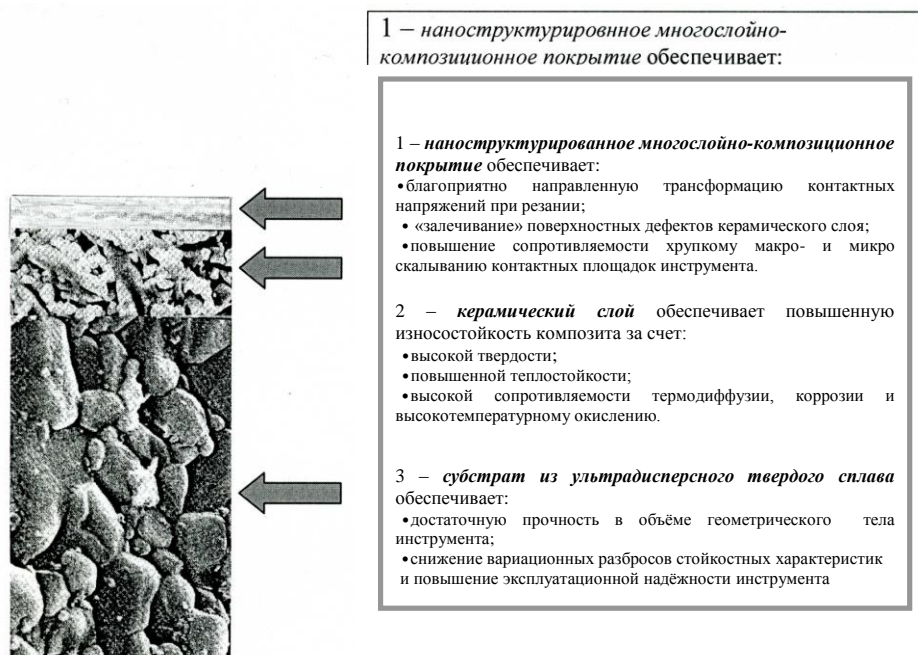 1 – наноструктуровнное многослойно-
композиционное покрытие обеспечивает:
1 – наноструктурированное многослойно-композиционное
покрытие обеспечивает:
•благоприятно направленную трансформацию контактных
напряжений при резании;
• «залечивание» поверхностных дефектов керамического слоя;
•повышение сопротивляемости хрупкому макро- и микро
скалыванию контактных площадок инструмента.
2 – керамический слой обеспечивает повышенную
износостойкость композита за счет:
•высокой твердости;
•повышенной теплостойкости;
•высокой сопротивляемости термодиффузии, коррозии и
высокотемпературному окислению.
3 – субстрат из ультрадисперсного твердого сплава
обеспечивает:
•достаточную прочность в объёме геометрического тела
инструмента;
•снижение вариационных разбросов стойкостных характеристик
и повышение эксплуатационной надёжности инструмента